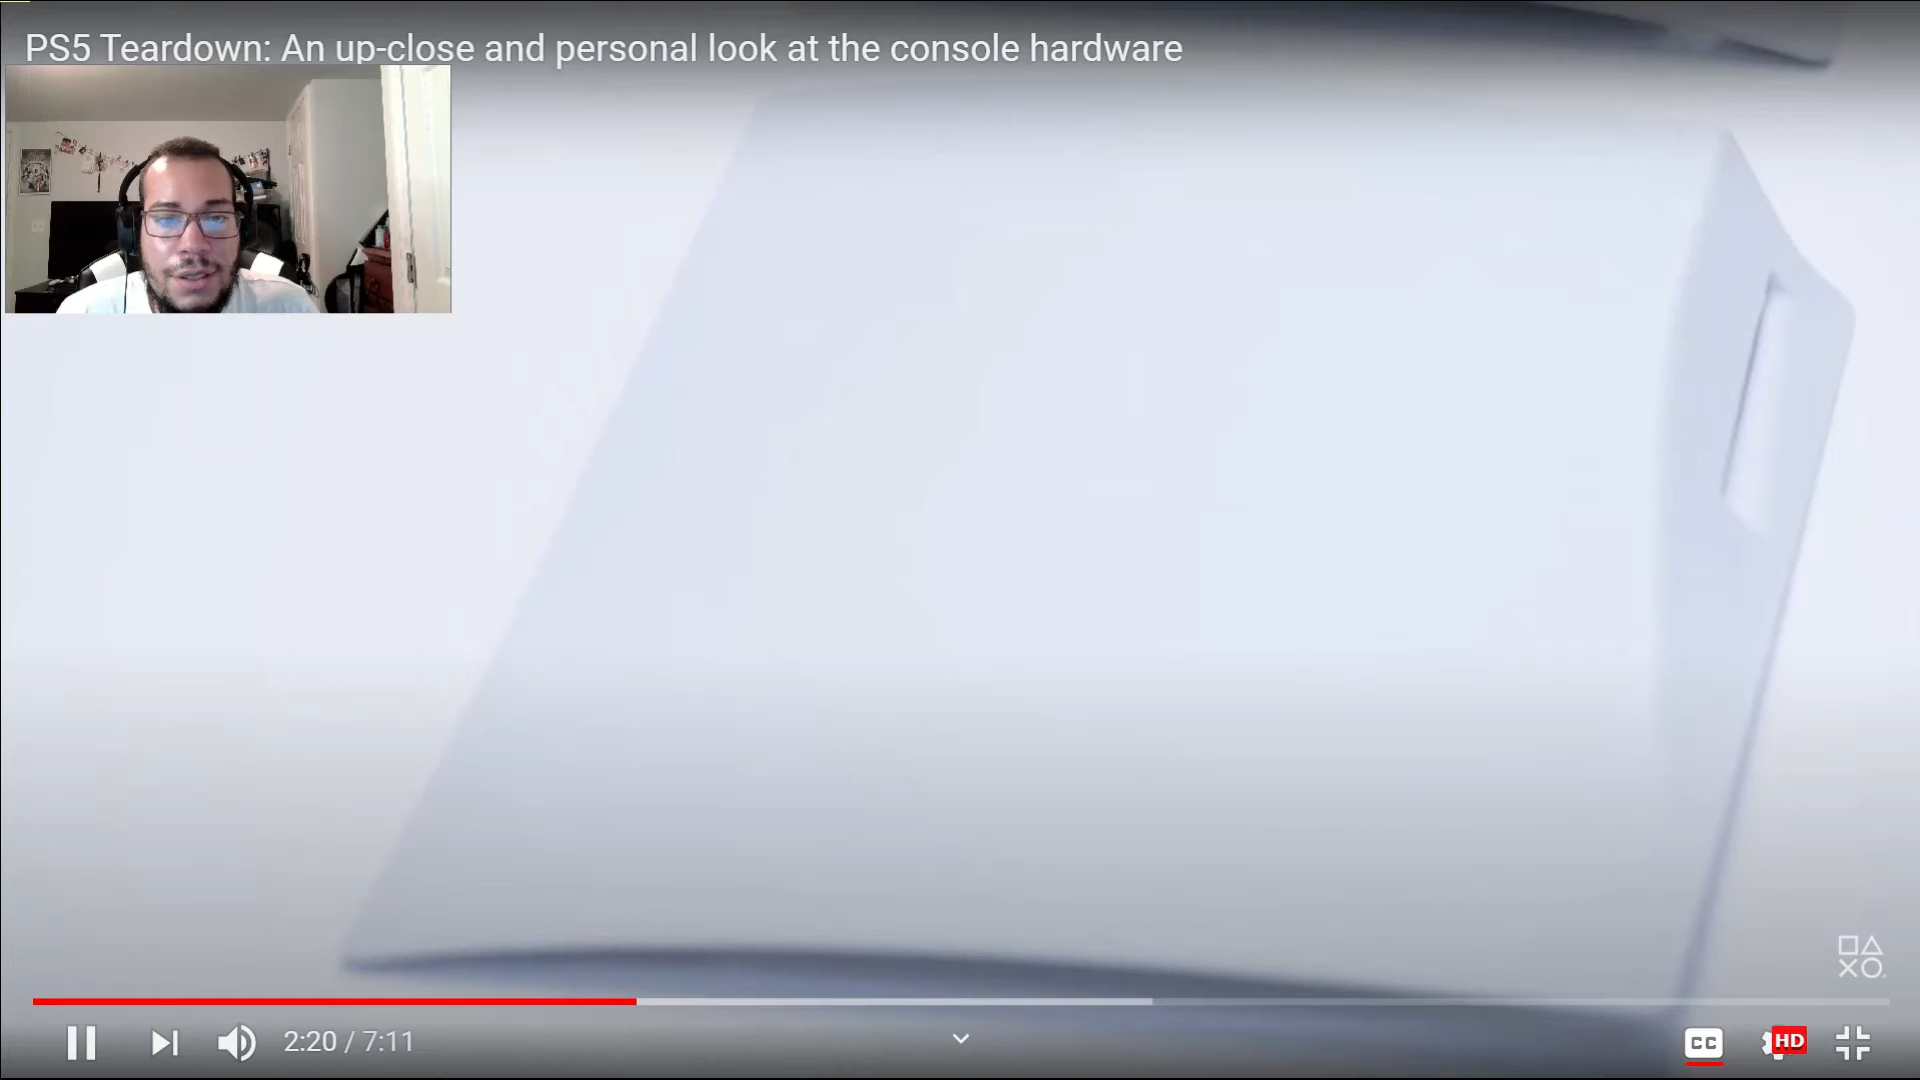 PS5 Teardown: An up-close and personal look at the console hardware
2:20 / 7:11
CC
HD